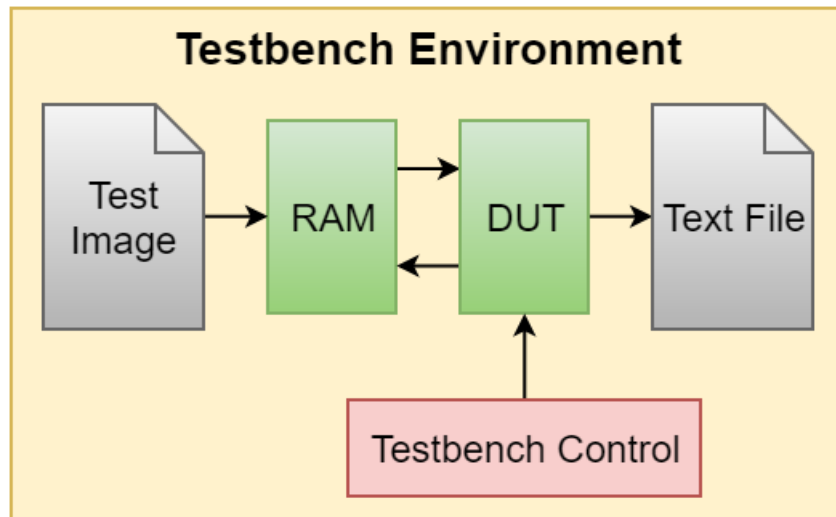 Testbench Environment
Test
Image
RAM
DUT
Text File
Testbench Control